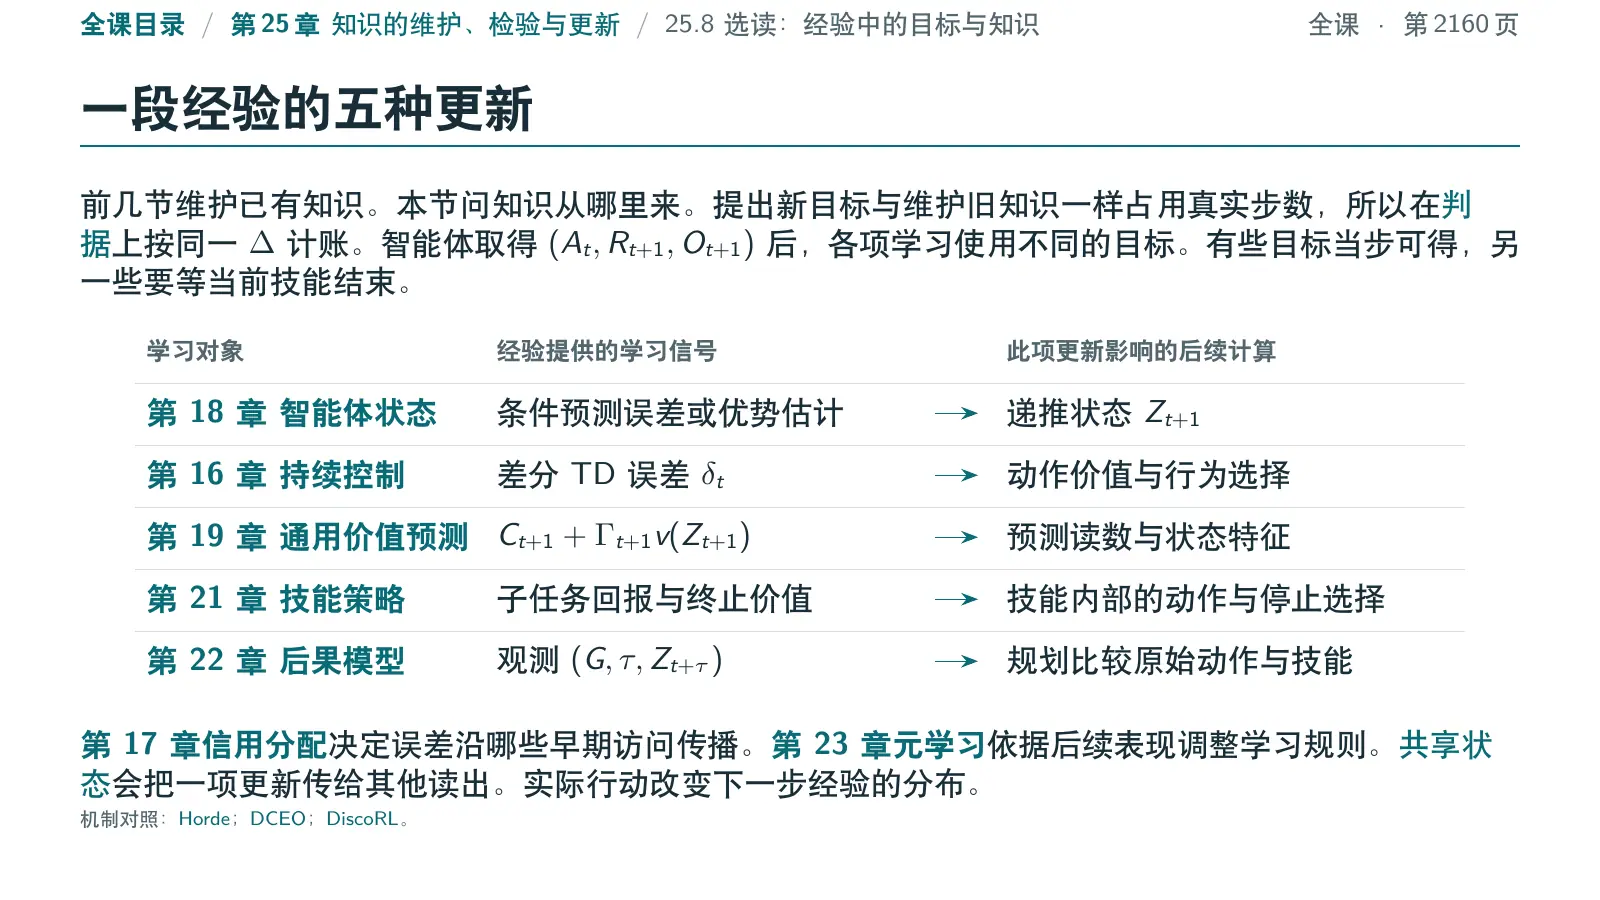 全课目录 / 第 25 章 知识的维护、检验与更新 / 25.8 选读：经验中的目标与知识 全课 · 第 2160 页
一段经验的五种更新
前几节维护已有知识。本节问知识从哪里来。提出新目标与维护旧知识一样占用真实步数，所以在判
据上按同一 Δ 计账。智能体取得 (Aₜ, Rₜ₊₁, Oₜ₊₁) 后，各项学习使用不同的目标。有些目标当步可得，另
一些要等当前技能结束。
学习对象 经验提供的学习信号 此项更新影响的后续计算
第 18 章 智能体状态 条件预测误差或优势估计 → 递推状态 Zₜ₊₁
第 16 章 持续控制 差分 TD 误差 δₜ → 动作价值与行为选择
第 19 章 通用价值预测 Cₜ₊₁ + Γₜ₊₁v(Zₜ₊₁) → 预测读数与状态特征
第 21 章 技能策略 子任务回报与终止价值 → 技能内部的动作与停止选择
第 22 章 后果模型 观测 (G, τ, Z_{t+τ}) → 规划比较原始动作与技能
第 17 章信用分配决定误差沿哪些早期访问传播。第 23 章元学习依据后续表现调整学习规则。共享状
态会把一项更新传给其他读出。实际行动改变下一步经验的分布。
机制对照：Horde；DCEO；DiscoRL。